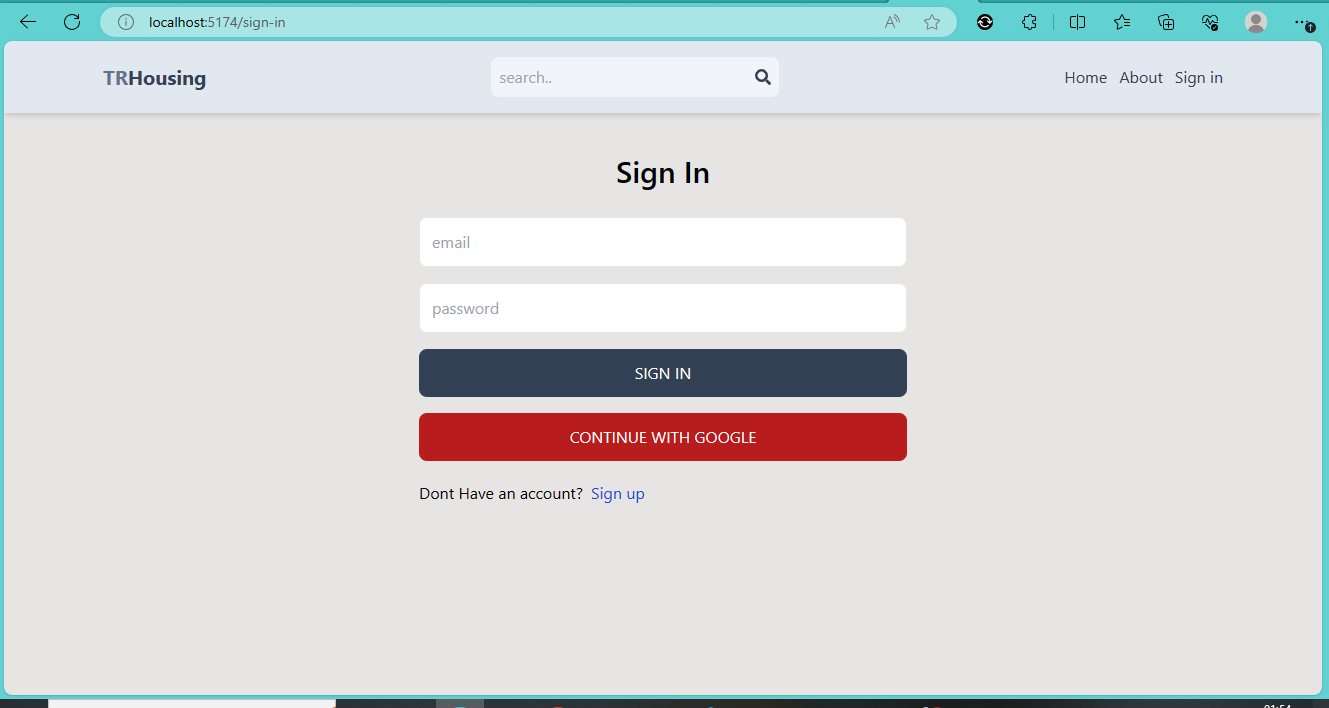 localhost:5174/sign-in
TRHousing
search..
Home About Sign in
Sign In
email
password
SIGN IN
CONTINUE WITH GOOGLE
Dont Have an account? Sign up